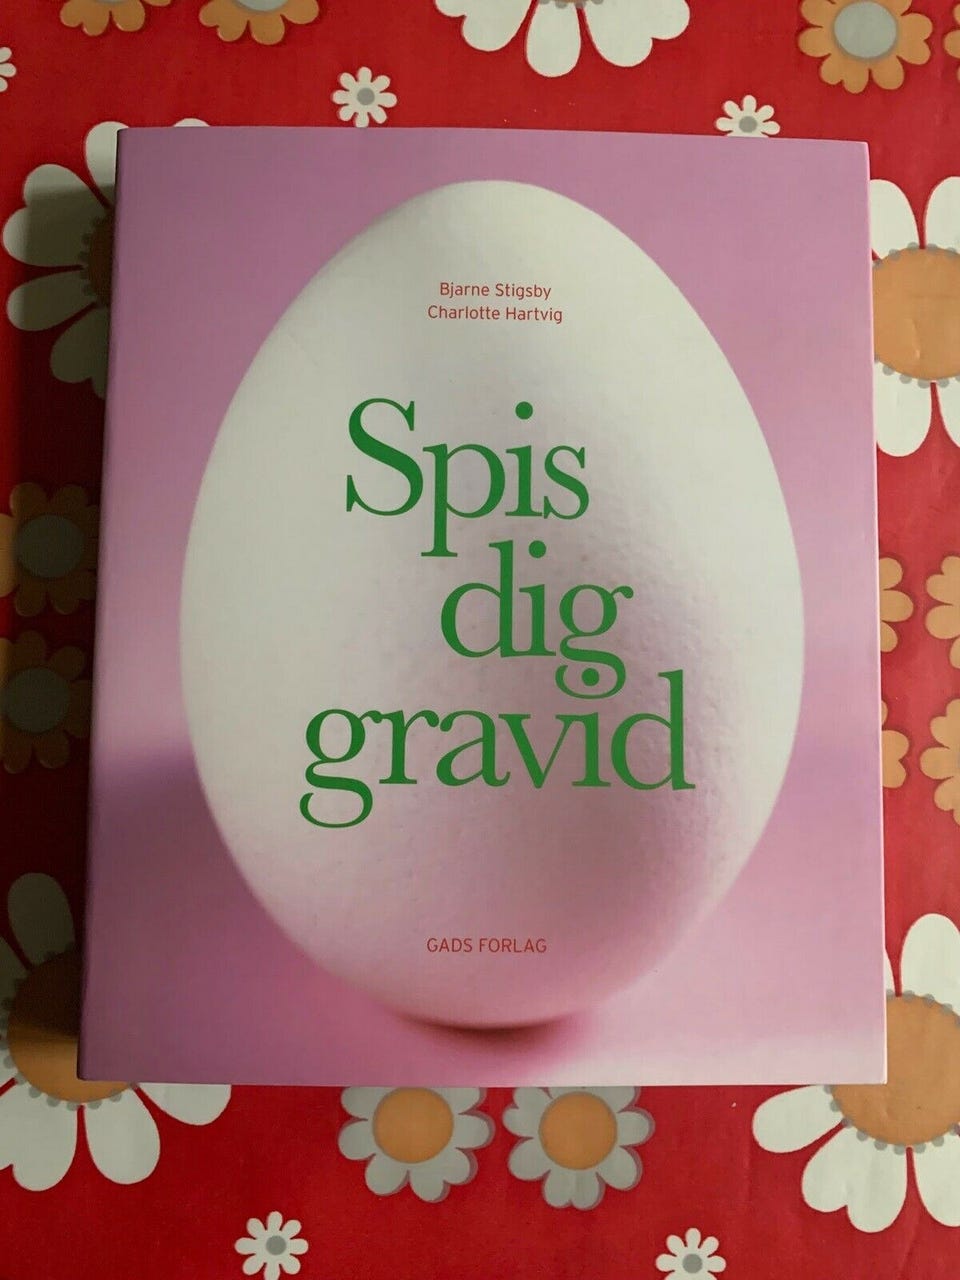 Bjarne Stigsby
Charlotte Hartvig
Spis
dig
gravid
GADS FORLAG